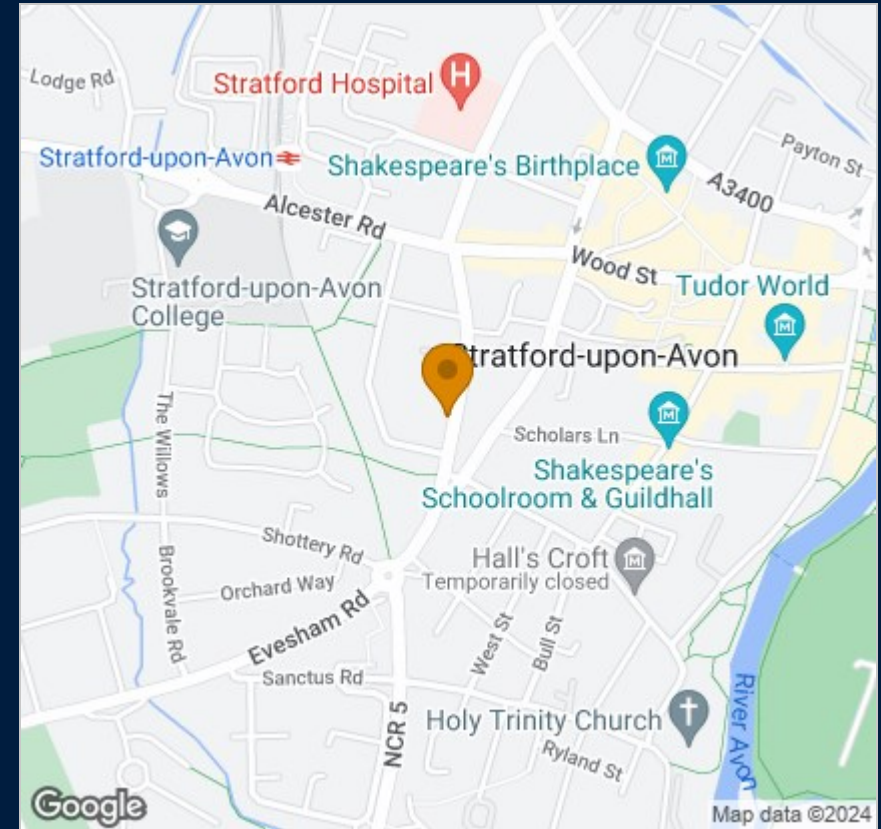 Lodge Rd
Stratford Hospital
H
Stratford-upon-Avon
Shakespeare's Birthplace
Payton St
A3400
Alcester Rd
Wood St
Stratford-upon-Avon
College
Tudor World
Stratford-upon-Avon
The Willows
Scholars Ln
Shakespeare's
Schoolroom & Guildhall
Shottery Rd
Hall's Croft
Temporarily closed
Orchard Way
Brookvale Rd
Evesham Rd
West St
Bull St
Sanctus Rd
NCR 5
Holy Trinity Church
River Avon
Ryland St
Google
Map data ©2024